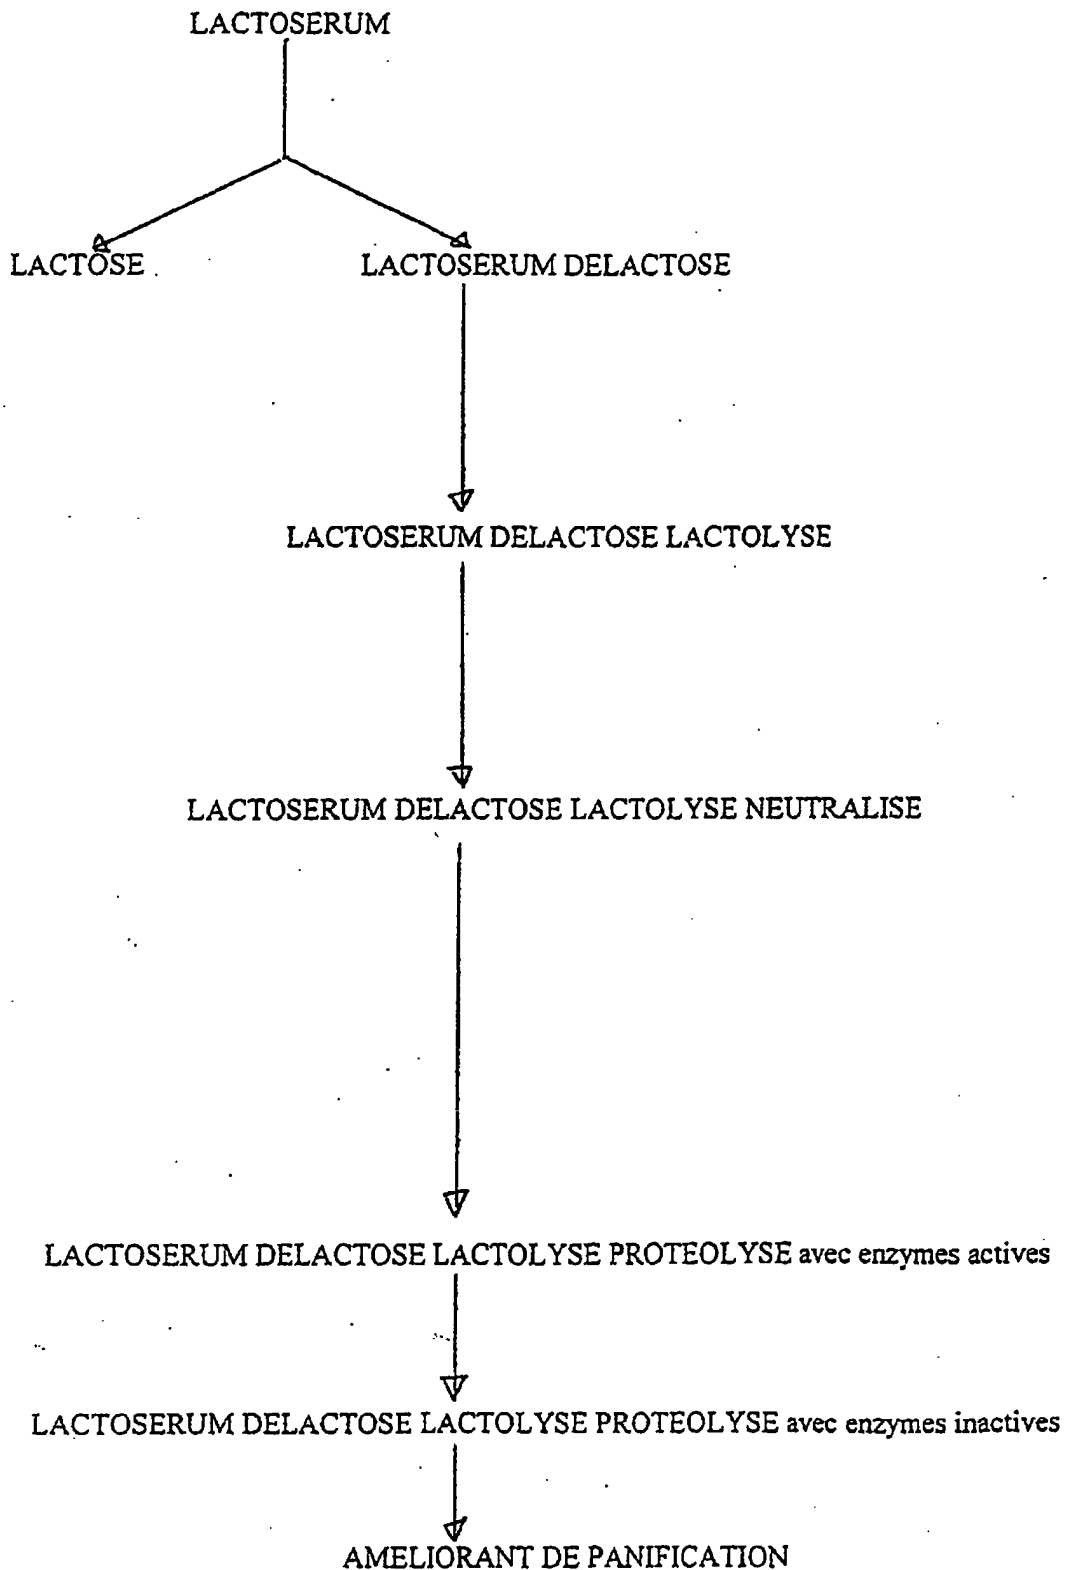 LACTOSERUM
LACTOSE LACTOSERUM DELACTOSE
LACTOSERUM DELACTOSE LACTOLYSE
LACTOSERUM DELACTOSE LACTOLYSE NEUTRALISE
LACTOSERUM DELACTOSE LACTOLYSE PROTEOLYSE avec enzymes actives
LACTOSERUM DELACTOSE LACTOLYSE PROTEOLYSE avec enzymes inactives
AMELIORANT DE PANIFICATION